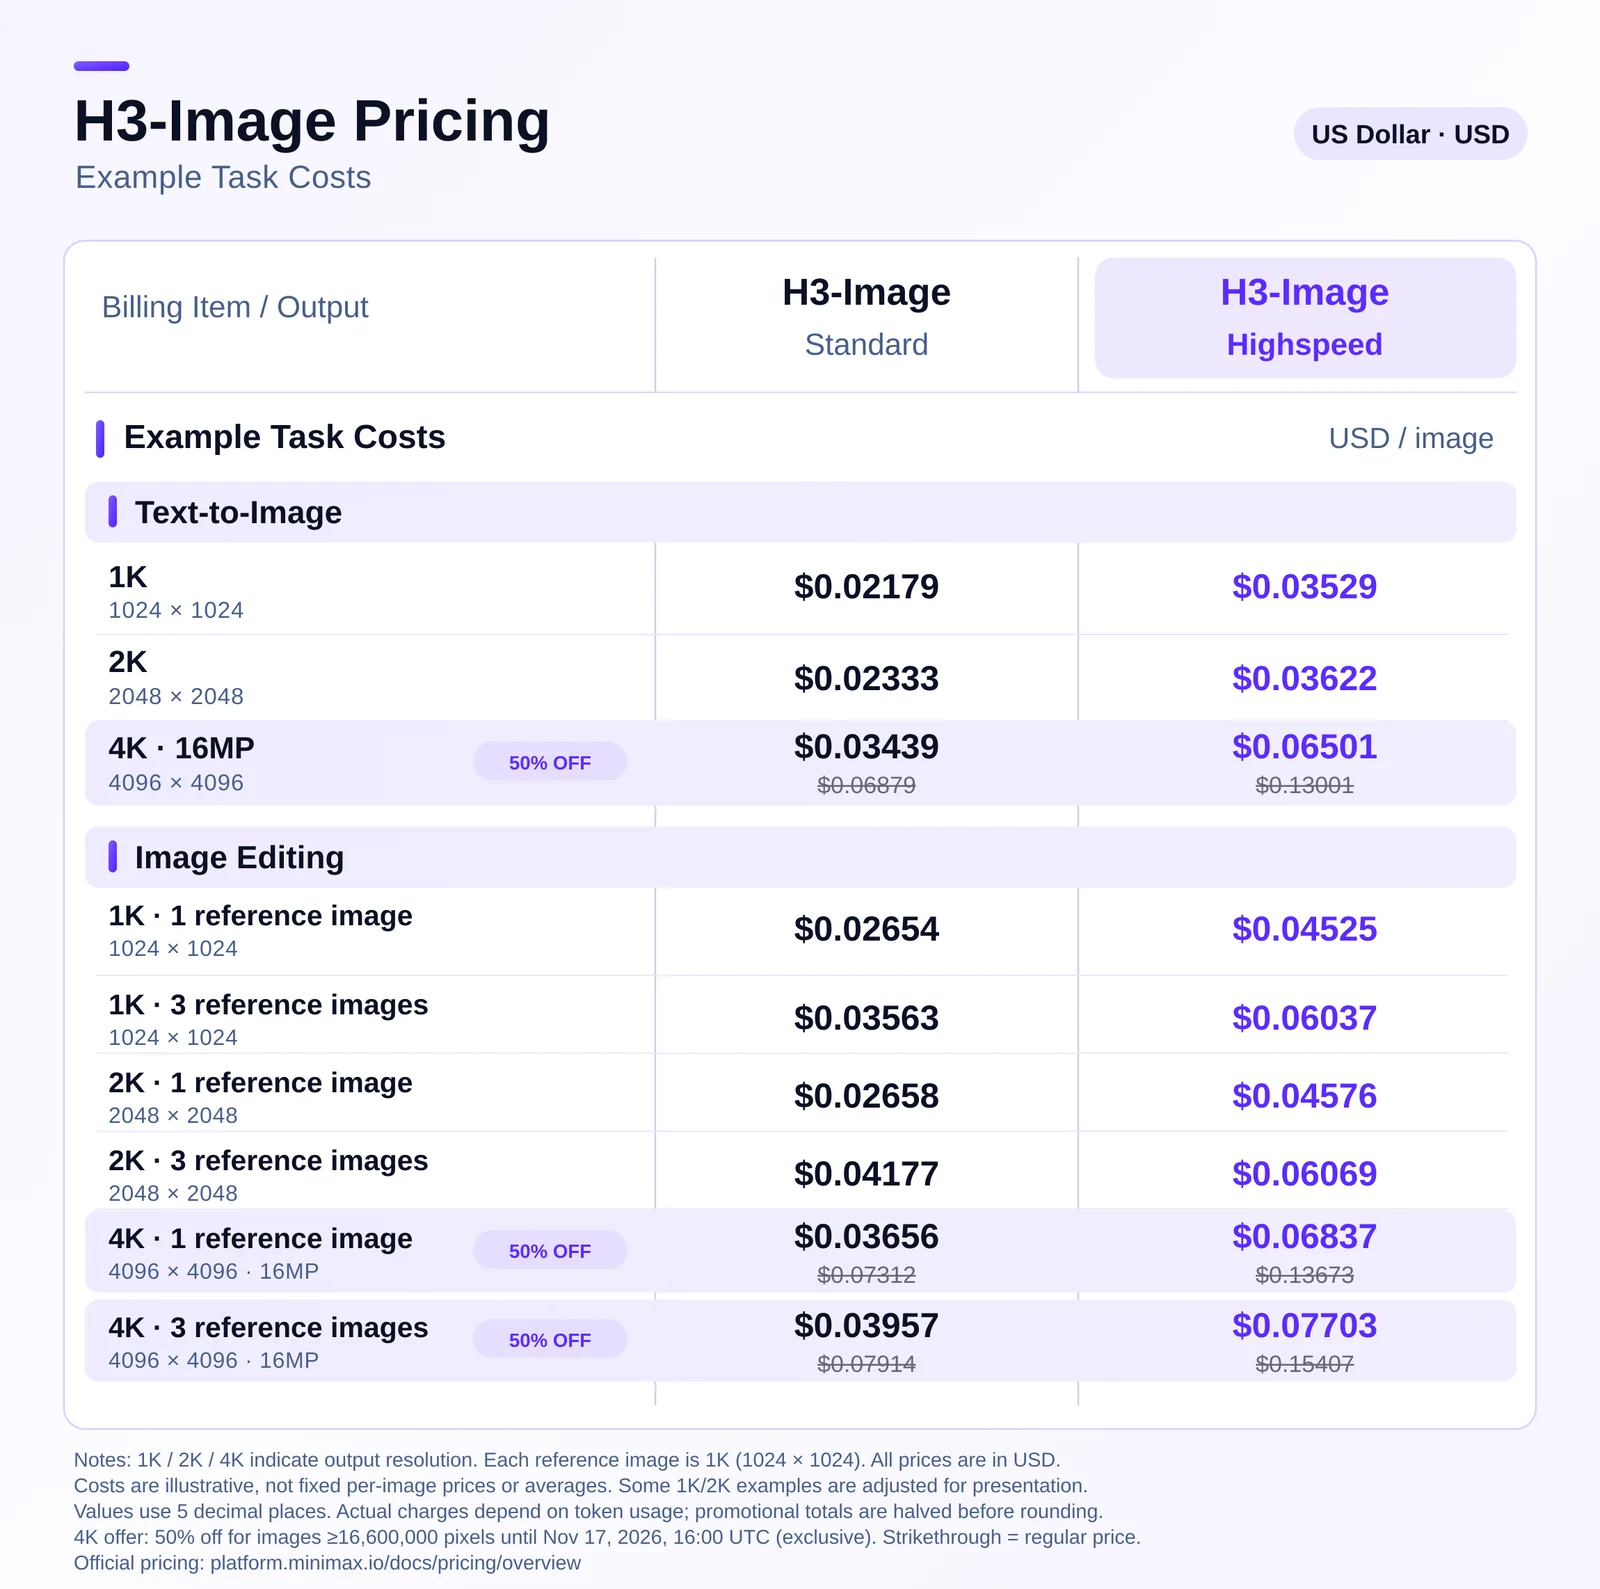 H3-Image Pricing
US Dollar · USD
Example Task Costs
Billing Item / Output
H3-Image
Standard
H3-Image
Highspeed
Example Task Costs
USD / image
Text-to-Image
1K
1024 × 1024
$0.02179
$0.03529
2K
2048 × 2048
$0.02333
$0.03622
4K · 16MP
4096 × 4096
50% OFF
$0.03439
$0.06879
$0.06501
$0.13001
Image Editing
1K · 1 reference image
1024 × 1024
$0.02654
$0.04525
1K · 3 reference images
1024 × 1024
$0.03563
$0.06037
2K · 1 reference image
2048 × 2048
$0.02658
$0.04576
2K · 3 reference images
2048 × 2048
$0.04177
$0.06069
4K · 1 reference image
4096 × 4096 · 16MP
50% OFF
$0.03656
$0.07312
$0.06837
$0.13673
4K · 3 reference images
4096 × 4096 · 16MP
50% OFF
$0.03957
$0.07914
$0.07703
$0.15407
Notes: 1K / 2K / 4K indicate output resolution. Each reference image is 1K (1024 × 1024). All prices are in USD.
Costs are illustrative, not fixed per-image prices or averages. Some 1K/2K examples are adjusted for presentation.
Values use 5 decimal places. Actual charges depend on token usage; promotional totals are halved before rounding.
4K offer: 50% off for images ≥16,600,000 pixels until Nov 17, 2026, 16:00 UTC (exclusive). Strikethrough = regular price.
Official pricing: platform.minimax.io/docs/pricing/overview